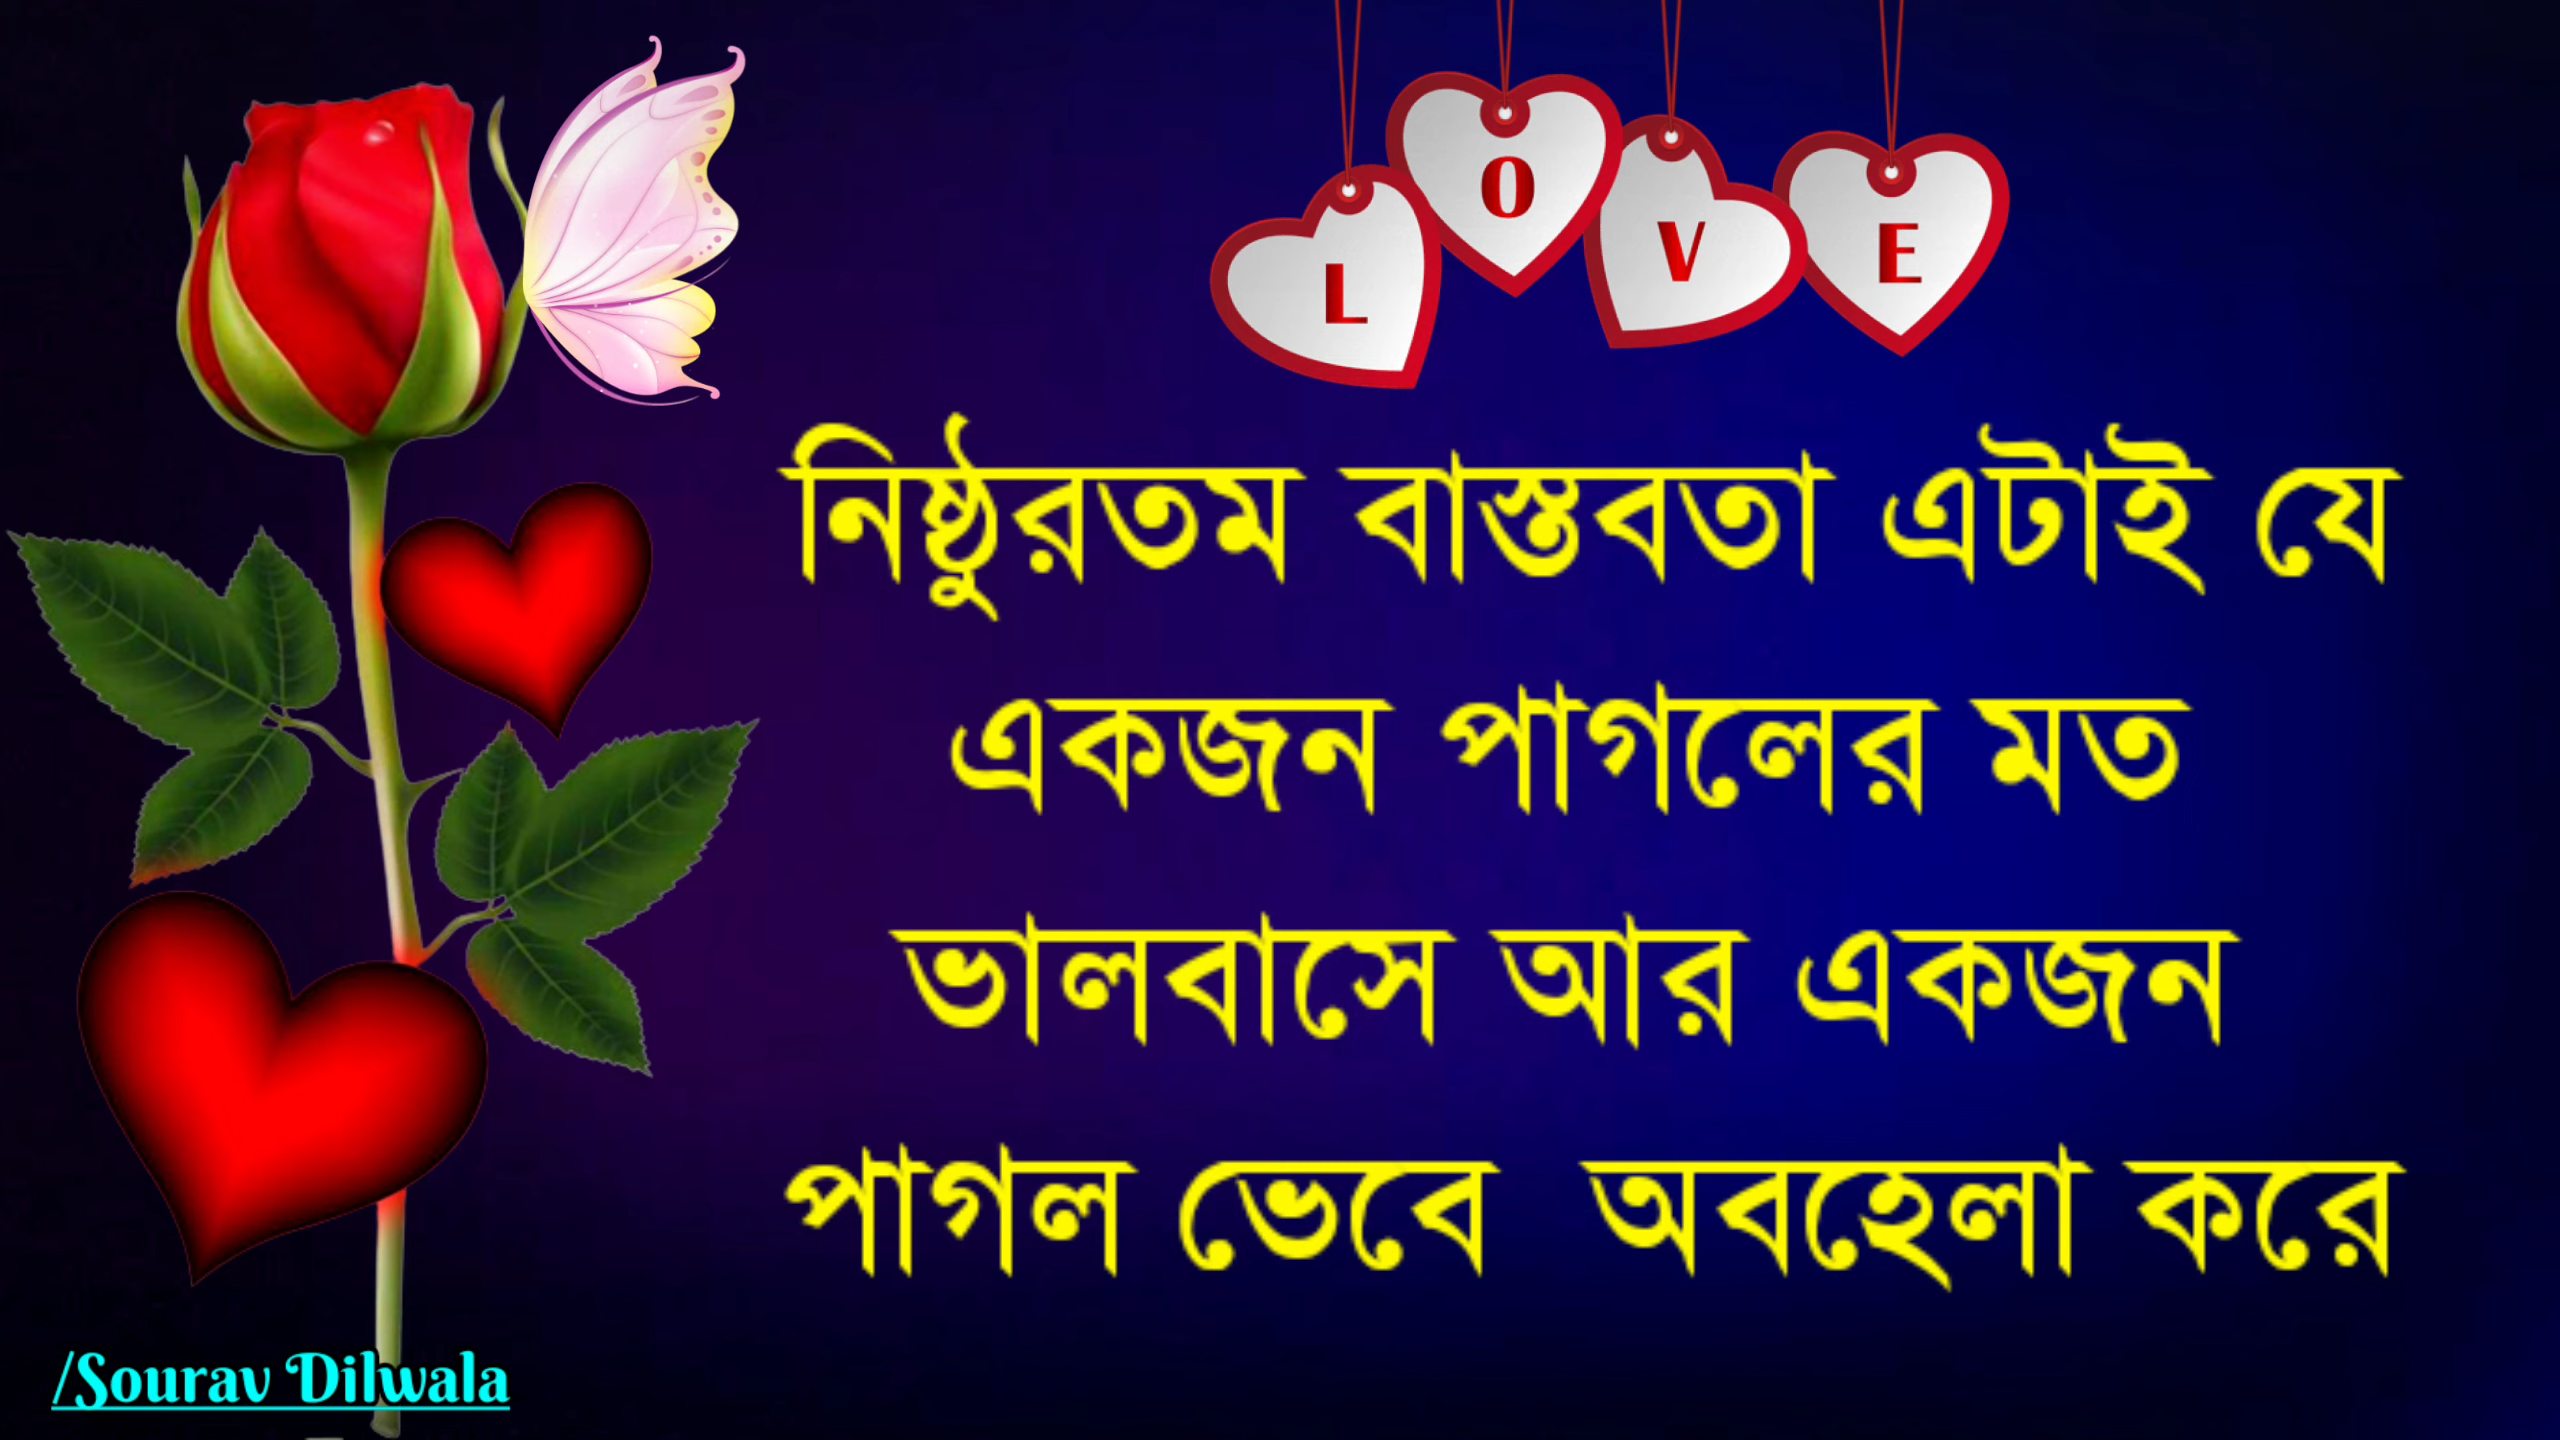 L O V E
নিষ্ঠুরতম বাস্তবতা এটাই যে
একজন পাগলের মত
ভালবাসে আর একজন
পাগল ভেবে অবহেলা করে
/Sourav Dilwala